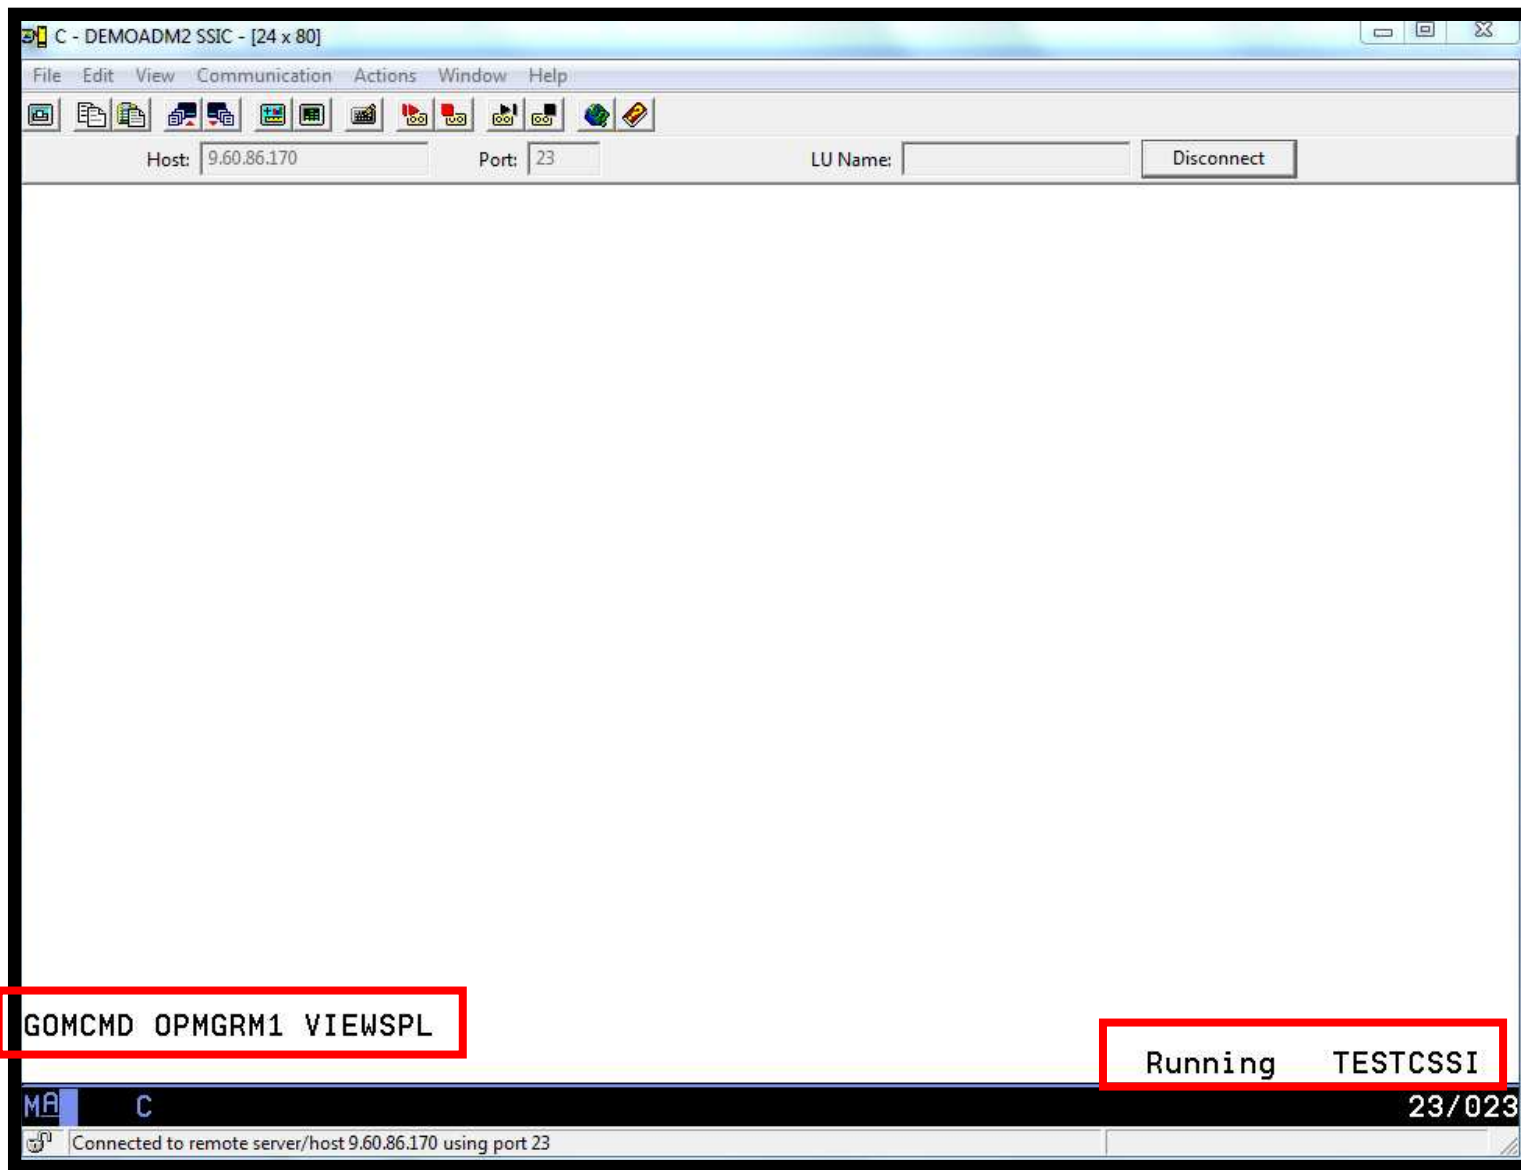 C - DEMOADM2 SSIC - [24 x 80]
File Edit View Communication Actions Window Help
Host: 9.60.86.170 Port: 23 LU Name: Disconnect
GOMCMD OPMGRM1 VIEWSPL
Running TESTCSSI
MA C 23/023
Connected to remote server/host 9.60.86.170 using port 23